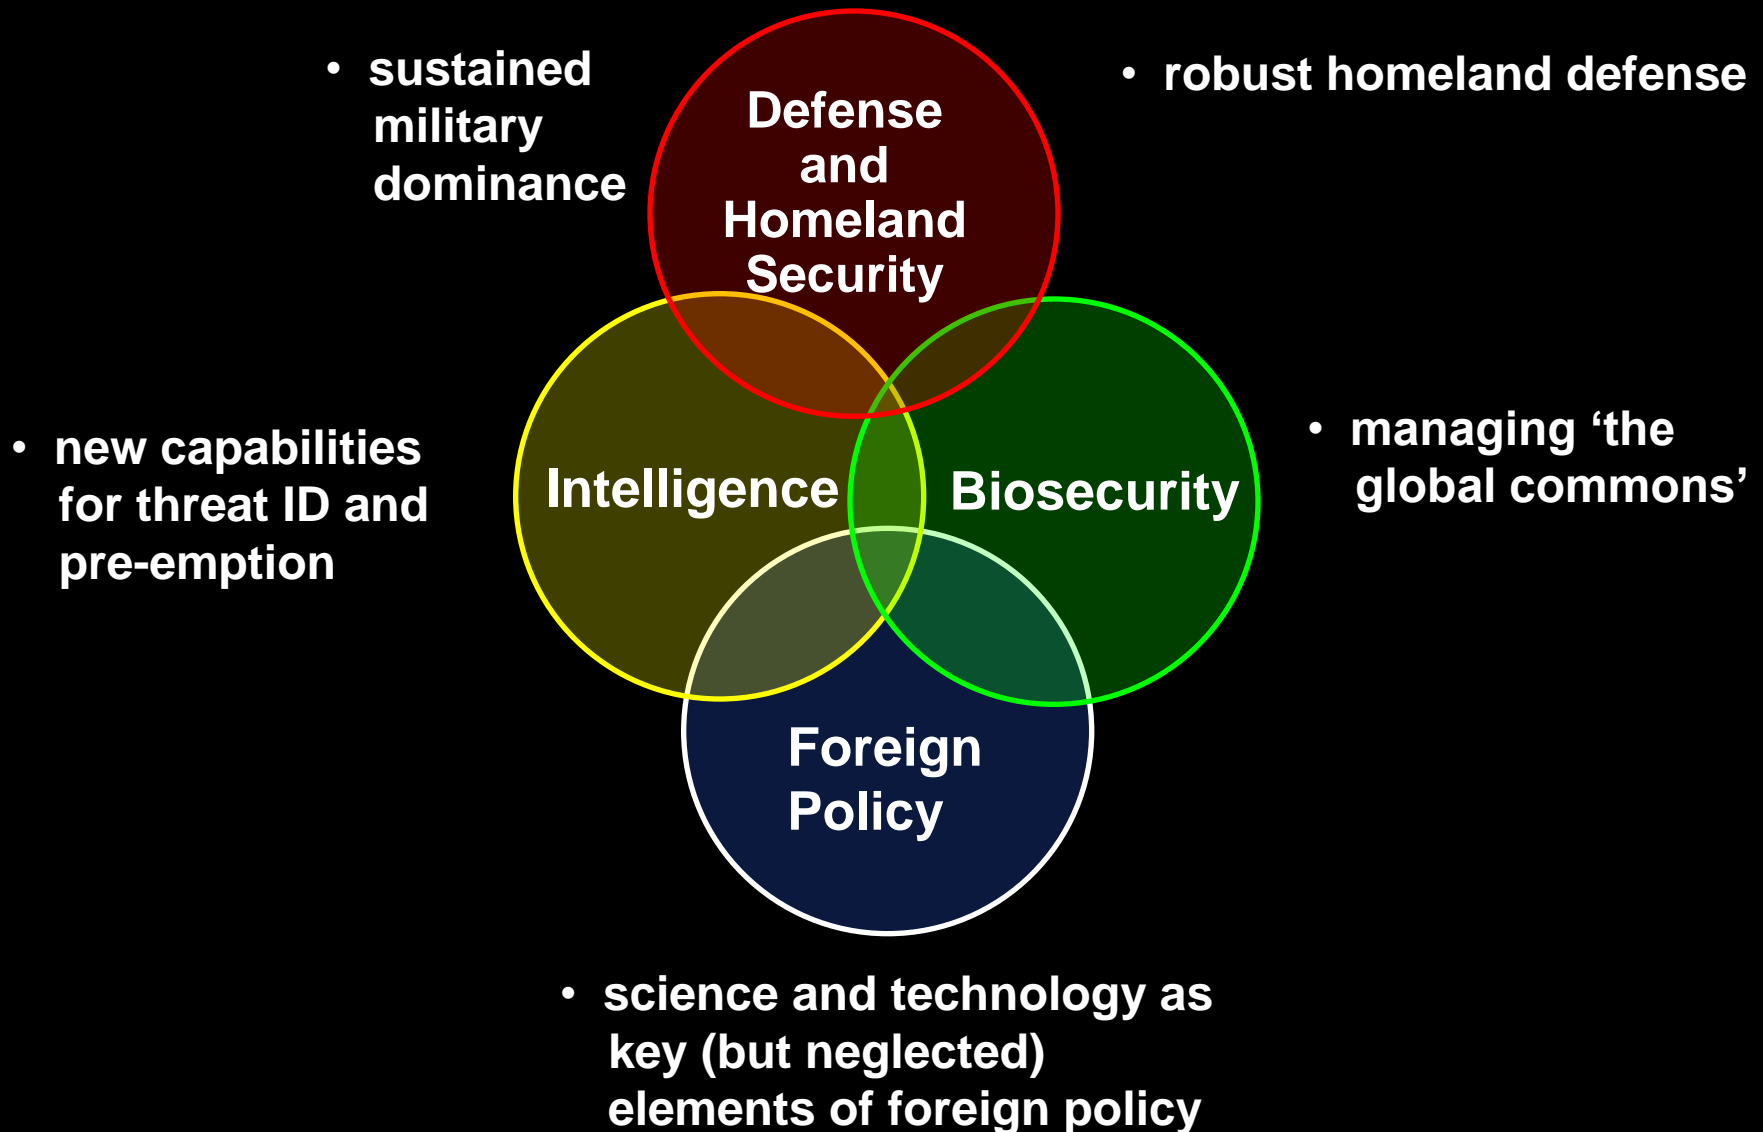 • sustained
military
dominance
• robust homeland defense
Defense
and
Homeland
Security
• new capabilities
for threat ID and
pre-emption
Intelligence
Biosecurity
• managing ‘the
global commons’
Foreign
Policy
• science and technology as
key (but neglected)
elements of foreign policy